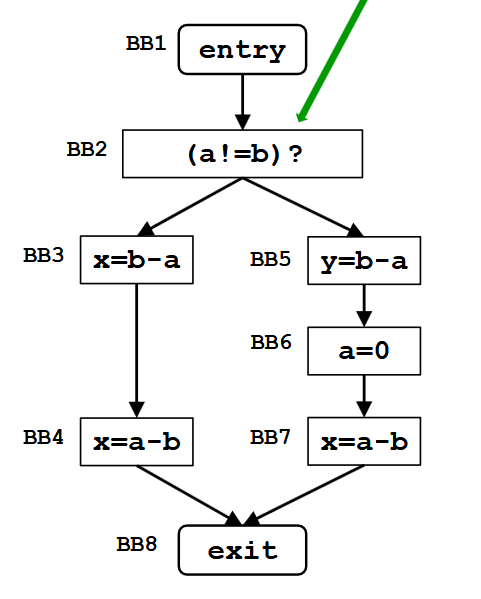 BB1 entry
BB2 (a!=b)?
BB3 x=b-a
BB5 y=b-a
BB6 a=0
BB4 x=a-b
BB7 x=a-b
BB8 exit